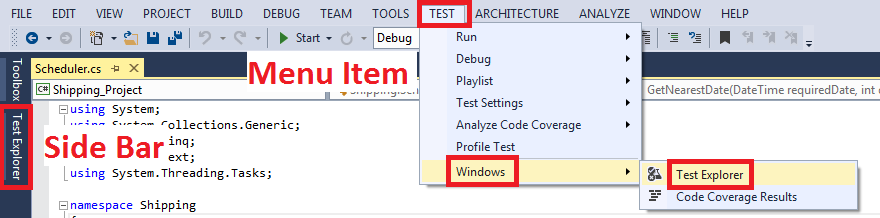 FILE EDIT VIEW PROJECT BUILD DEBUG TEAM TOOLS TEST ARCHITECTURE ANALYZE WINDOW HELP
Start Debug
Toolbox
Test Explorer
Scheduler.cs
Shipping_Project
GetNearestDate(DateTime requiredDate, int
Menu Item
Side Bar
using System;
using System.Collections.Generic;
inq;
ext;
using System.Threading.Tasks;
namespace Shipping
Run
Debug
Playlist
Test Settings
Analyze Code Coverage
Profile Test
Windows
Test Explorer
Code Coverage Results